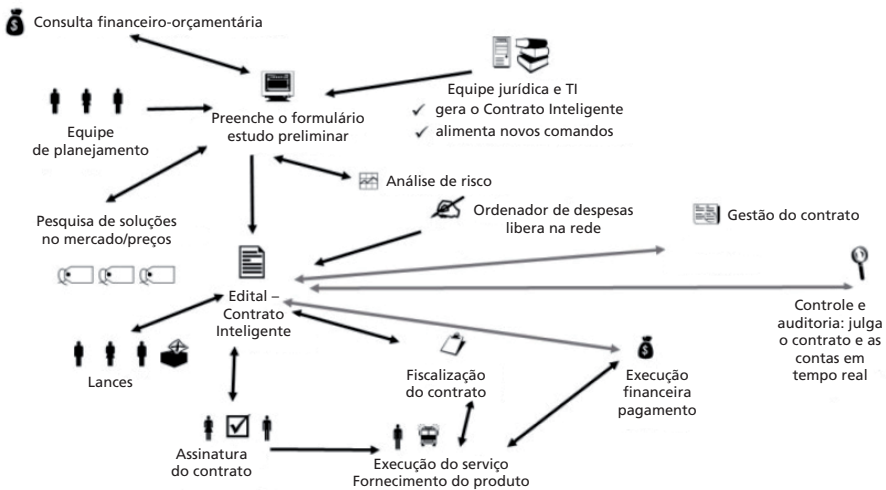 Consulta financeiro-orçamentária
Equipe jurídica e TI
✓ gera o Contrato Inteligente
✓ alimenta novos comandos
Preenche o formulário
estudo preliminar
Equipe
de planejamento
Análise de risco
Ordenador de despesas
libera na rede
Gestão do contrato
Pesquisa de soluções
no mercado/preços
Edital –
Contrato
Inteligente
Controle e
auditoria: julga
o contrato e as
contas em
tempo real
Lances
Fiscalização
do contrato
Execução
financeira
pagamento
Assinatura
do contrato
Execução do serviço
Fornecimento do produto